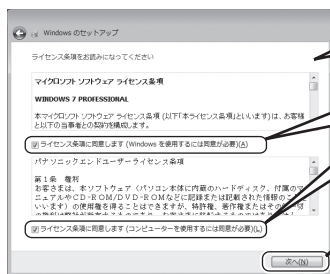 Windows のセットアップ
ライセンス条項をお読みになってください
マイクロソフト ソフトウェア ライセンス条項
WINDOWS 7 PROFESSIONAL
本マイクロソフト ソフトウェア ライセンス条項 (以下「本ライセンス条項」といいます) は、お客様
と以下の当事者との契約を構成します。
ライセンス条項に同意します (Windows を使用するには同意が必要)(A)
パナソニックエンドユーザーライセンス条項
第1条 権利
お客さまは、本ソフトウェア（パソコン本体に内蔵のハードディスク、付属のマ
ニュアルやCD-ROM/DVD-ROMなどに記録または記載された情報のこ
といいます）の使用権を得ることはできますが、特許権、著作権またはその
ライセンス条項に同意します (コンピューターを使用するには同意が必要)(L)
次へ(N)